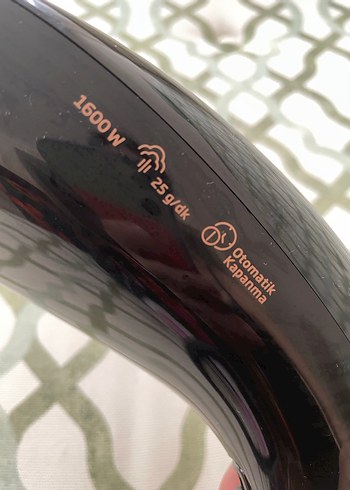 1600 W
25 g/dk
Otomatik
Kapanma